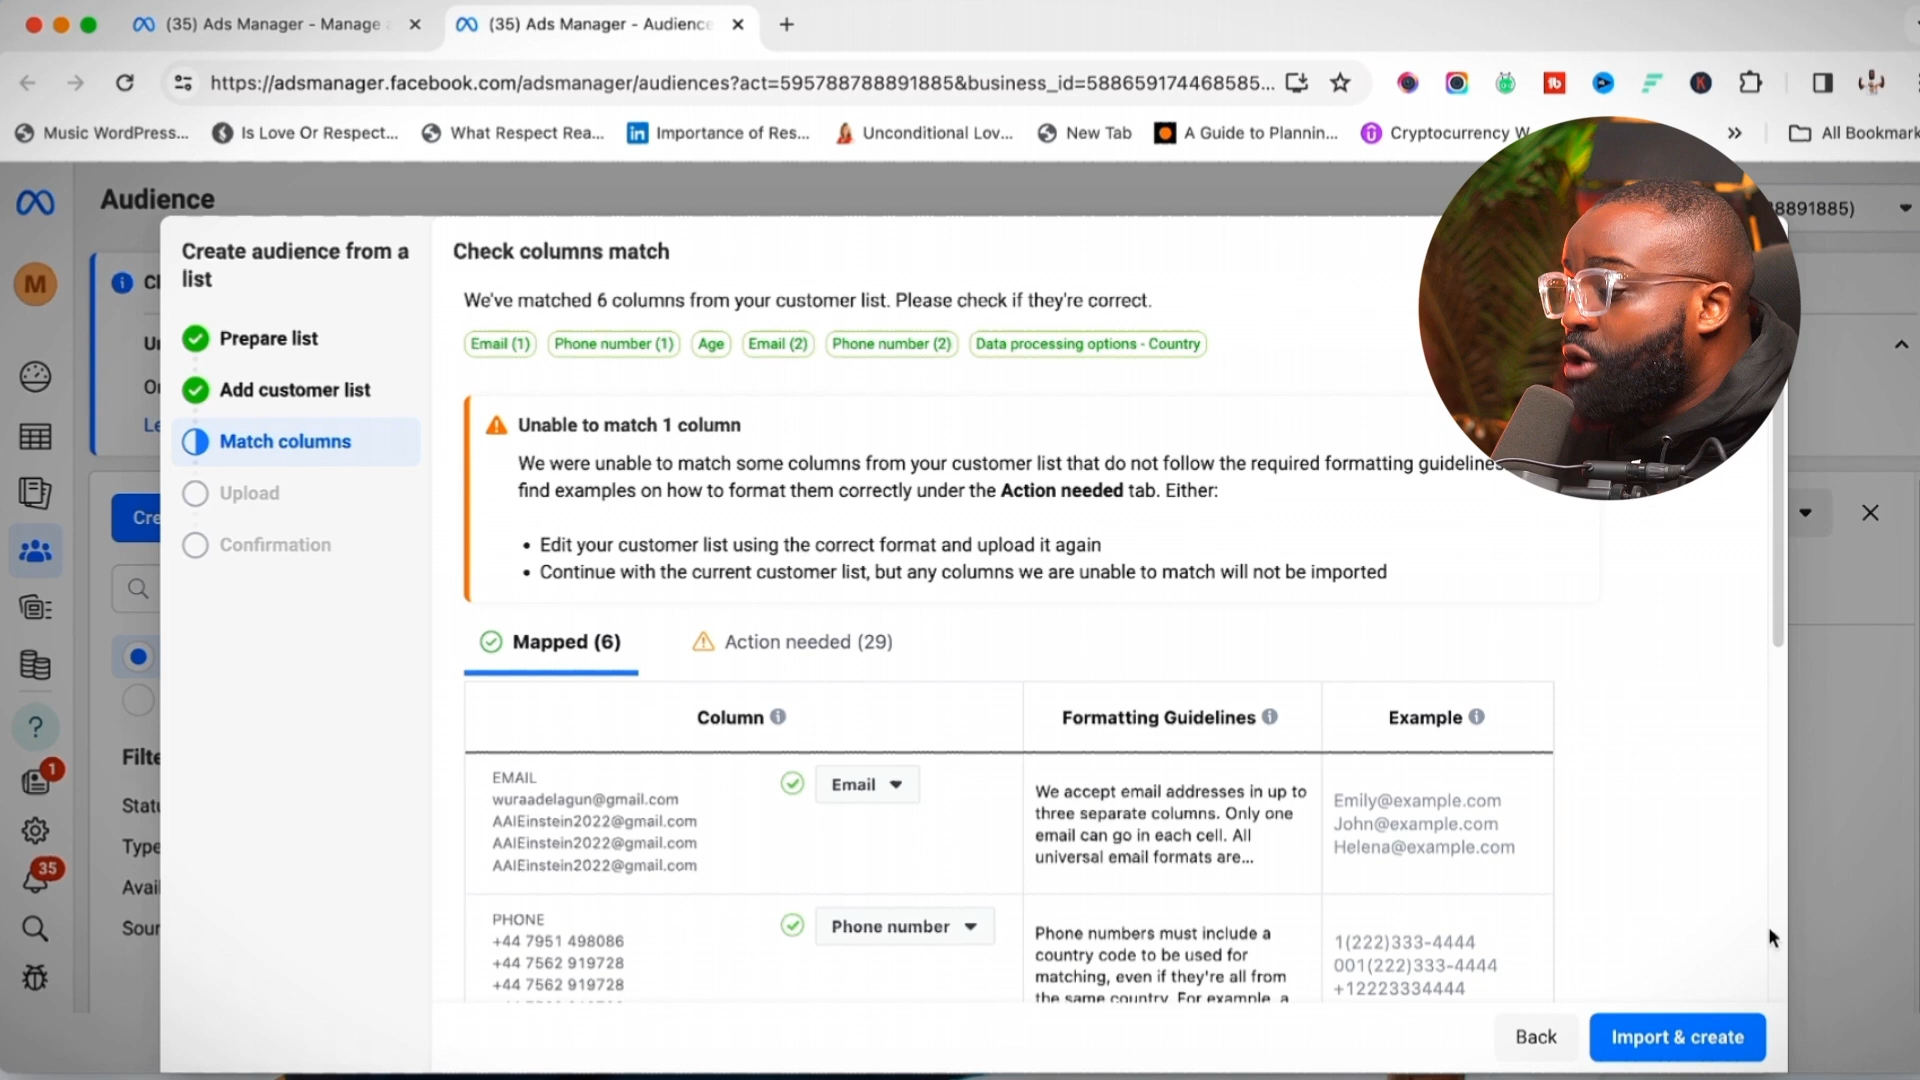 (35) Ads Manager - Manage
(35) Ads Manager - Audience
https://adsmanager.facebook.com/adsmanager/audiences?act=595788788891885&business_id=588659174468585...
Music WordPress...
Is Love Or Respect...
What Respect Rea...
Importance of Res...
Unconditional Lov...
New Tab
A Guide to Plannin...
Cryptocurrency W
All Bookmark
Audience
88891885)
M
Create audience from a
list
Prepare list
Add customer list
Match columns
Upload
Confirmation
Check columns match
We've matched 6 columns from your customer list. Please check if they're correct.
Email (1)
Phone number (1)
Age
Email (2)
Phone number (2)
Data processing options - Country
Unable to match 1 column
We were unable to match some columns from your customer list that do not follow the required formatting guidelines
find examples on how to format them correctly under the Action needed tab. Either:
• Edit your customer list using the correct format and upload it again
• Continue with the current customer list, but any columns we are unable to match will not be imported
Mapped (6)
Action needed (29)
Column
Formatting Guidelines
Example
EMAIL
wuraadelagun@gmail.com
AAIEinstein2022@gmail.com
AAIEinstein2022@gmail.com
AAIEinstein2022@gmail.com
Email
We accept email addresses in up to
three separate columns. Only one
email can go in each cell. All
universal email formats are...
Emily@example.com
John@example.com
Helena@example.com
PHONE
+44 7951 498086
+44 7562 919728
+44 7562 919728
Phone number
Phone numbers must include a
country code to be used for
matching, even if they're all from
the same country. For example, a
1(222)333-4444
001(222)333-4444
+12223334444
Back
Import & create
Cre
Filte
Statu
Type
Avai
Sour
1
35